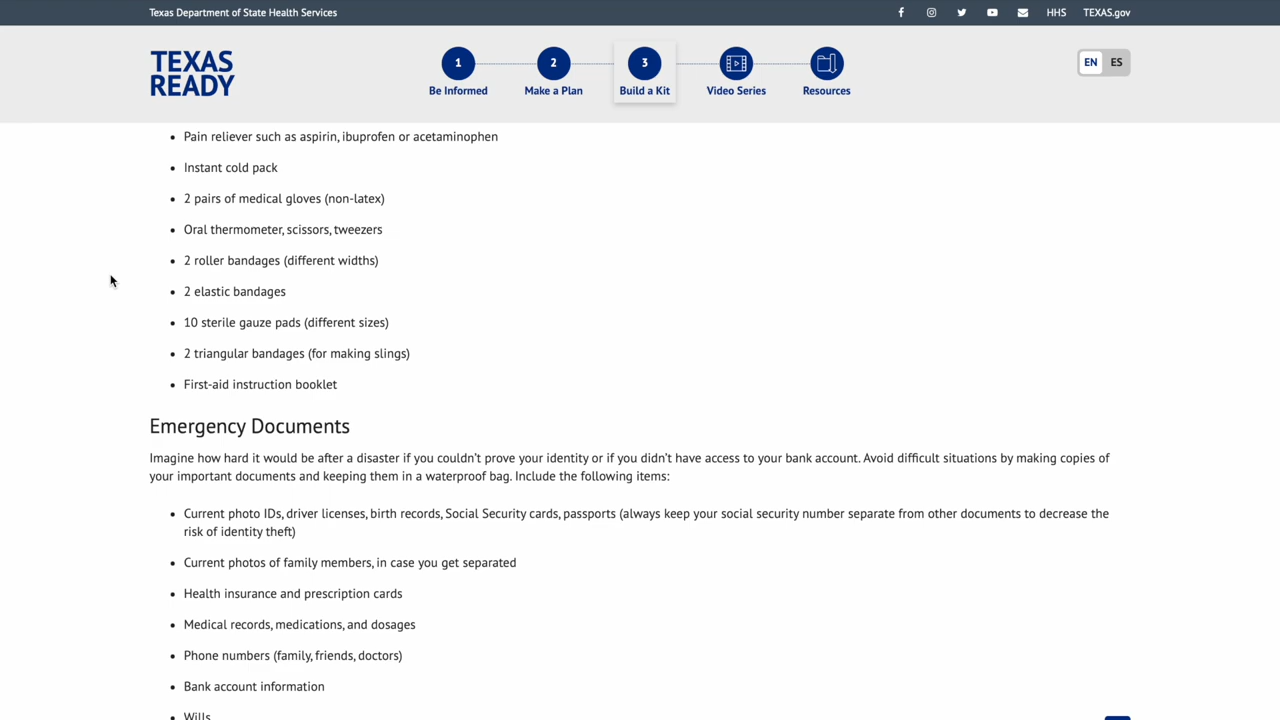 Texas Department of State Health Services
HHS
TEXAS.gov
TEXAS
READY
1
Be Informed
2
Make a Plan
3
Build a Kit
Video Series
Resources
EN
ES
Pain reliever such as aspirin, ibuprofen or acetaminophen
Instant cold pack
2 pairs of medical gloves (non-latex)
Oral thermometer, scissors, tweezers
2 roller bandages (different widths)
2 elastic bandages
10 sterile gauze pads (different sizes)
2 triangular bandages (for making slings)
First-aid instruction booklet
Emergency Documents
Imagine how hard it would be after a disaster if you couldn't prove your identity or if you didn't have access to your bank account. Avoid difficult situations by making copies of
your important documents and keeping them in a waterproof bag. Include the following items:
Current photo IDs, driver licenses, birth records, Social Security cards, passports (always keep your social security number separate from other documents to decrease the
risk of identity theft)
Current photos of family members, in case you get separated
Health insurance and prescription cards
Medical records, medications, and dosages
Phone numbers (family, friends, doctors)
Bank account information
Wills